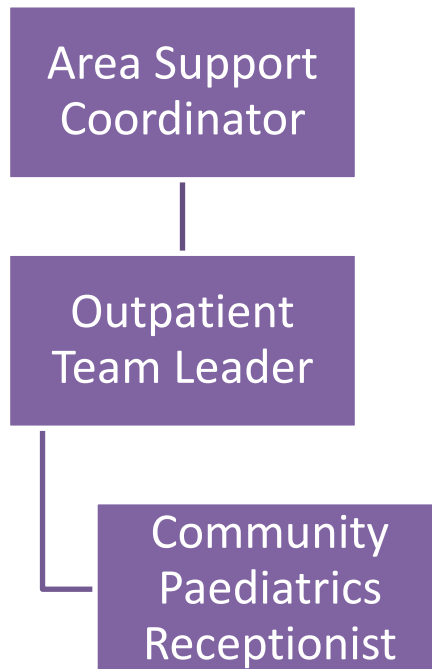 Area Support
Coordinator
Outpatient
Team Leader
Community
Paediatrics
Receptionist